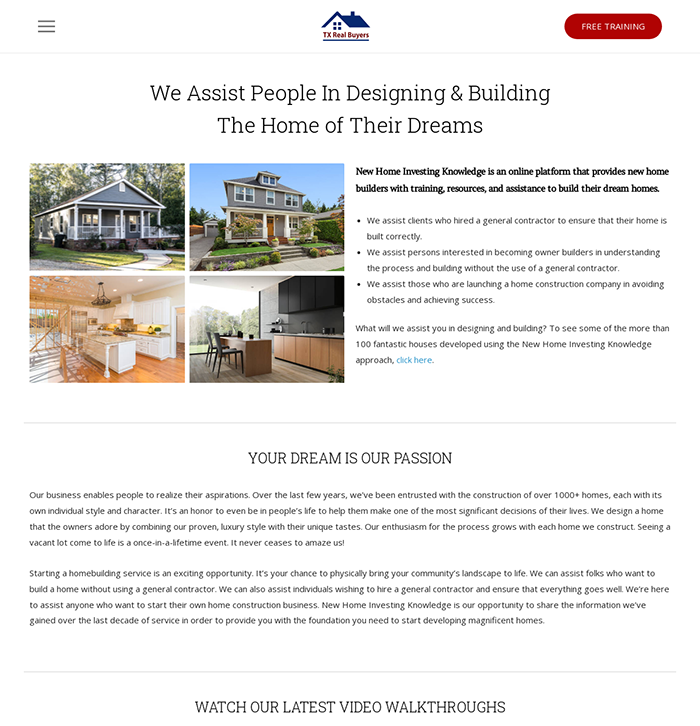 TX Real Buyers
FREE TRAINING
We Assist People In Designing & Building
The Home of Their Dreams
New Home Investing Knowledge is an online platform that provides new home
builders with training, resources, and assistance to build their dream homes.
We assist clients who hired a general contractor to ensure that their home is
built correctly.
We assist persons interested in becoming owner builders in understanding
the process and building without the use of a general contractor.
We assist those who are launching a home construction company in avoiding
obstacles and achieving success.
What will we assist you in designing and building? To see some of the more than
100 fantastic houses developed using the New Home Investing Knowledge
approach, click here.
YOUR DREAM IS OUR PASSION
Our business enables people to realize their aspirations. Over the last few years, we've been entrusted with the construction of over 1000+ homes, each with its
own individual style and character. It's an honor to even be in people's life to help them make one of the most significant decisions of their lives. We design a home
that the owners adore by combining our proven, luxury style with their unique tastes. Our enthusiasm for the process grows with each home we construct. Seeing a
vacant lot come to life is a once-in-a-lifetime event. It never ceases to amaze us!
Starting a homebuilding service is an exciting opportunity. It's your chance to physically bring your community's landscape to life. We can assist folks who want to
build a home without using a general contractor. We can also assist individuals wishing to hire a general contractor and ensure that everything goes well. We're here
to assist anyone who want to start their own home construction business. New Home Investing Knowledge is our opportunity to share the information we've
gained over the last decade of service in order to provide you with the foundation you need to start developing magnificent homes.
WATCH OUR LATEST VIDEO WALKTHROUGHS